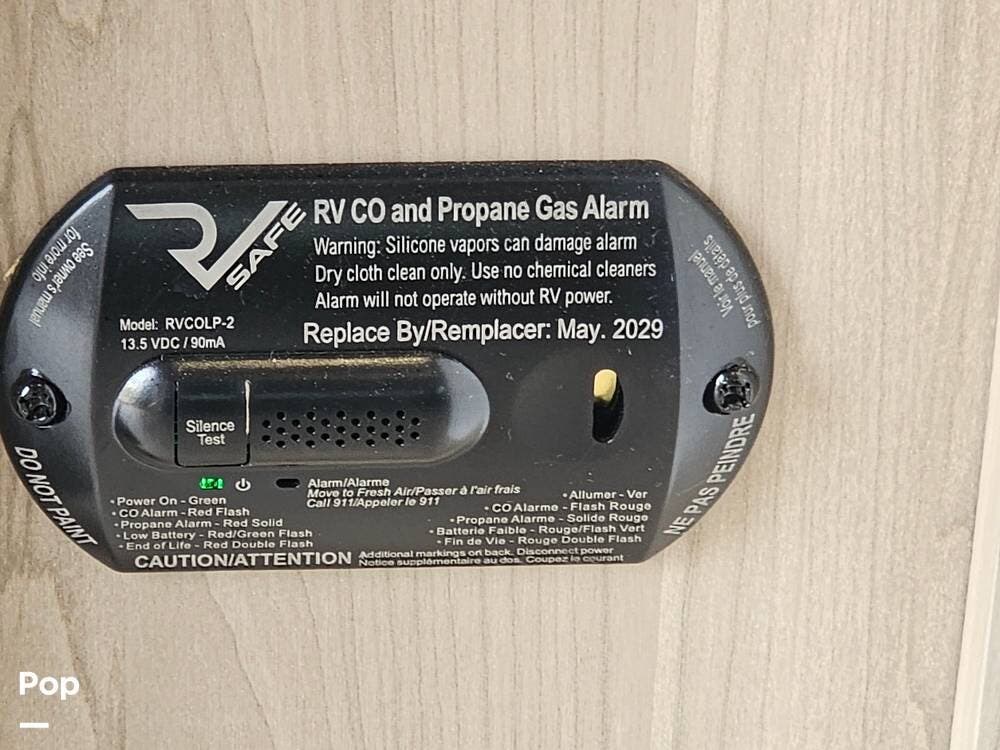 RV
SAFE
RV CO and Propane Gas Alarm
Warning: Silicone vapors can damage alarm
Dry cloth clean only. Use no chemical cleaners
Alarm will not operate without RV power.
Replace By/Remplacer: May. 2029
Model: RVCOLP-2
13.5 VDC / 90mA
See owner's manual
for more info
Voir le manuel
pour plus de détails
Silence
Test
Alarm/Alarme
Move to Fresh Air/Passer à l'air frais
Call 911/Appeler le 911
• Power On - Green
• CO Alarm - Red Flash
• Propane Alarm - Red Solid
• Low Battery - Red/Green Flash
• End of Life - Red Double Flash
• Allumer - Ver
• CO Alarme - Flash Rouge
• Propane Alarme - Solide Rouge
• Batterie Faible - Rouge/Flash Vert
• Fin de Vie - Rouge Double Flash
DO NOT PAINT
NE PAS PEINDRE
CAUTION/ATTENTION
Additional markings on back. Disconnect power
Notice supplémentaire au dos. Coupez le courant
Pop